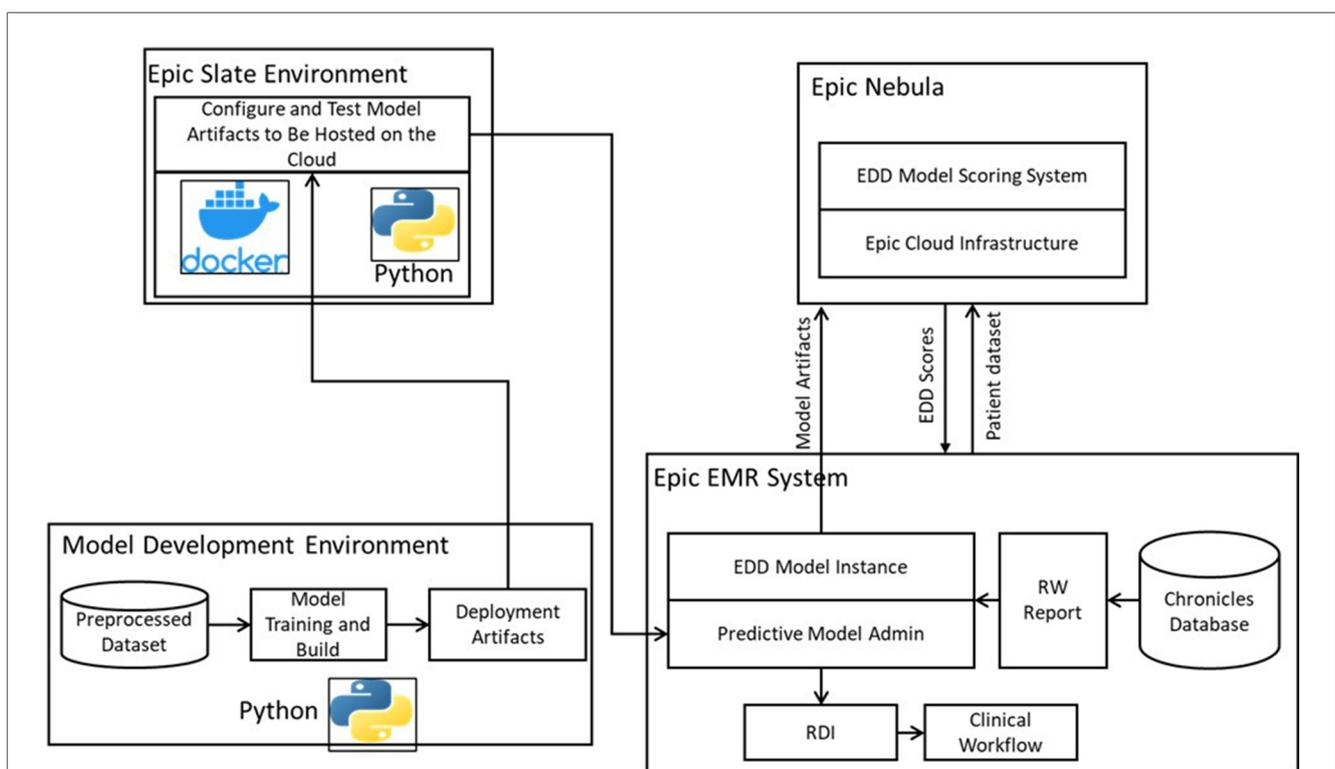 Epic Slate Environment
Configure and Test Model
Artifacts to Be Hosted on the
Cloud
docker
Python
Epic Nebula
EDD Model Scoring System
Epic Cloud Infrastructure
Model Artifacts
EDD Scores
Patient dataset
Model Development Environment
Preprocessed
Dataset
Model
Training and
Build
Deployment
Artifacts
Python
Epic EMR System
EDD Model Instance
Predictive Model Admin
RW
Report
Chronicles
Database
RDI
Clinical
Workflow